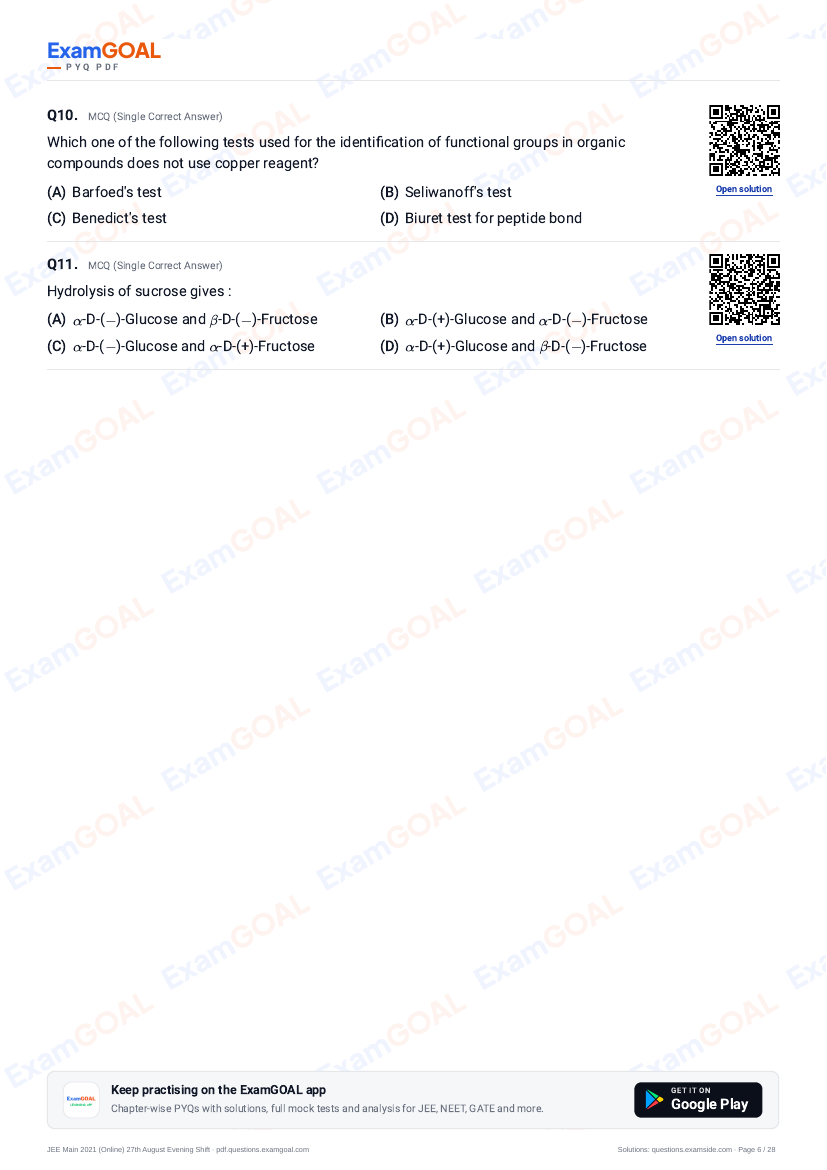 ExamGOAL
PYQ PDF
Q10. MCQ (Single Correct Answer)
Which one of the following tests used for the identification of functional groups in organic
compounds does not use copper reagent?
(A) Barfoed's test
(B) Seliwanoff's test
(C) Benedict's test
(D) Biuret test for peptide bond
Open solution
Q11. MCQ (Single Correct Answer)
Hydrolysis of sucrose gives :
(A) α-D-(−)-Glucose and β-D-(−)-Fructose
(B) α-D-(+)-Glucose and α-D-(−)-Fructose
(C) α-D-(−)-Glucose and α-D-(+)-Fructose
(D) α-D-(+)-Glucose and β-D-(−)-Fructose
Open solution
ExamGOAL
Keep practising on the ExamGOAL app
Chapter-wise PYQs with solutions, full mock tests and analysis for JEE, NEET, GATE and more.
GET IT ON
Google Play
JEE Main 2021 (Online) 27th August Evening Shift · pdf.questions.examgoal.com
Solutions: questions.examside.com · Page 6 / 28